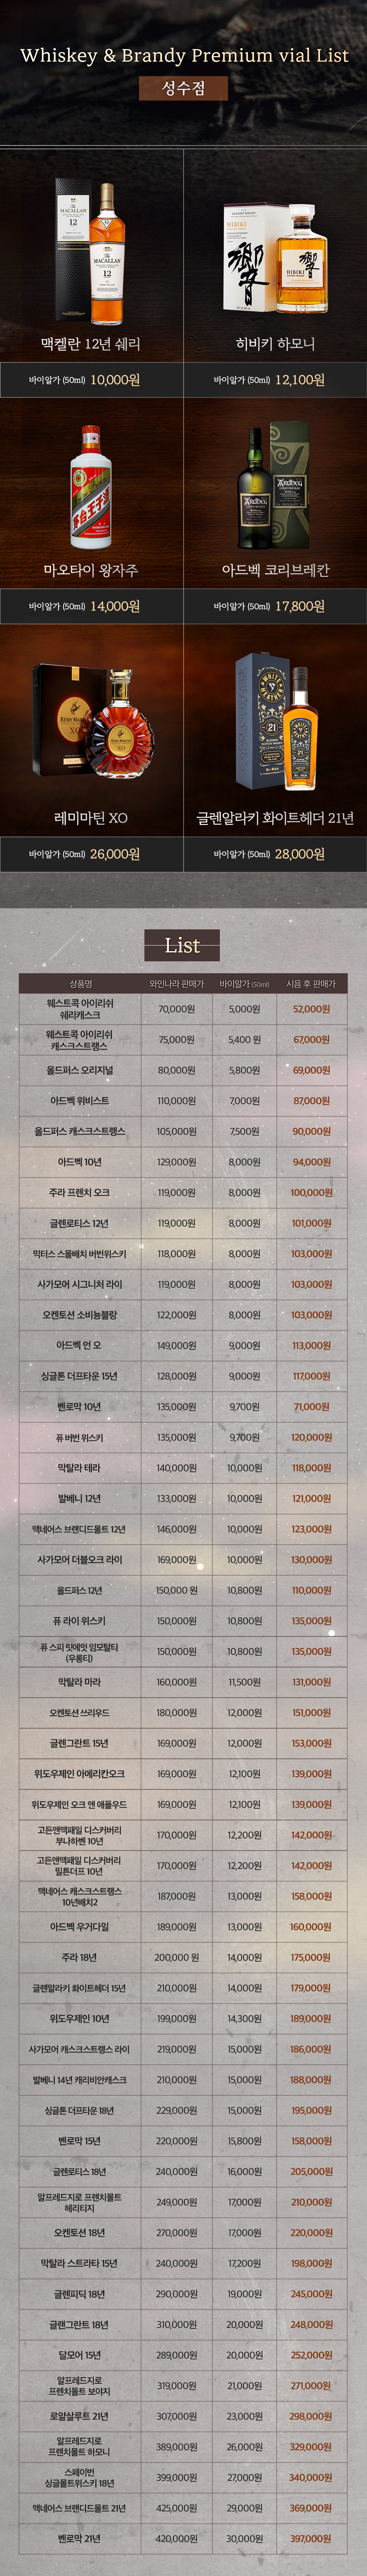 Whiskey & Brandy Premium vial List
성수점
맥켈란 12년 쉐리
히비키 하모니
바이알가 (50ml) 10,000원
바이알가 (50ml) 12,100원
마오타이 왕자주
아드벡 코리브레칸
바이알가 (50ml) 14,000원
바이알가 (50ml) 17,800원
레미마틴 XO
글렌알라키 화이트헤더 21년
바이알가 (50ml) 26,000원
바이알가 (50ml) 28,000원
List
상품명 와인나라 판매가 바이알가 (50ml) 시음 후 판매가
웨스트콕 아이리쉬
쉐리캐스크 70,000원 5,000원 52,000원
웨스트콕 아이리쉬
캐스크스트랭스 75,000원 5,400 원 67,000원
올드퍼스 오리지널 80,000원 5,800원 69,000원
아드벡 위비스트 110,000원 7,000원 87,000원
올드퍼스 캐스크스트랭스 105,000원 7,500원 90,000원
아드벡 10년 129,000원 8,000원 94,000원
주라 프렌치 오크 119,000원 8,000원 100,000원
글렌로티스 12년 119,000원 8,000원 101,000원
믹터스 스몰배치 버번위스키 118,000원 8,000원 103,000원
사가모어 시그니처 라이 119,000원 8,000원 103,000원
오켄토션 소비뇽블랑 122,000원 8,000원 103,000원
아드벡 언 오 149,000원 9,000원 113,000원
싱글톤 더프타운 15년 128,000원 9,000원 117,000원
벤로막 10년 135,000원 9,700원 71,000원
퓨 버번 위스키 135,000원 9,700원 120,000원
막탈라 테라 140,000원 10,000원 118,000원
발베니 12년 133,000원 10,000원 121,000원
맥네어스 브랜디드몰트 12년 146,000원 10,000원 123,000원
사가모어 더블오크 라이 169,000원 10,000원 130,000원
올드퍼스 12년 150,000 원 10,800원 110,000원
퓨 라이 위스키 150,000원 10,800원 135,000원
퓨 스피 릿에잇 임모탈티
(우롱티) 150,000원 10,800원 135,000원
막탈라 마라 160,000원 11,500원 131,000원
오켄토션 쓰리우드 180,000원 12,000원 151,000원
글렌그란트 15년 169,000원 12,000원 153,000원
위도우제인 아메리칸오크 169,000원 12,100원 139,000원
위도우제인 오크 앤 애플우드 169,000원 12,100원 139,000원
고든앤맥패일 디스커버리
부나하벤 10년 170,000원 12,200원 142,000원
고든앤맥패일 디스커버리
밀튼더프 10년 170,000원 12,200원 142,000원
맥네어스 캐스크스트랭스
10년배치2 187,000원 13,000원 158,000원
아드벡 우거다일 189,000원 13,000원 160,000원
주라 18년 200,000 원 14,000원 175,000원
글렌알라키 화이트헤더 15년 210,000원 14,000원 179,000원
위도우제인 10년 199,000원 14,300원 189,000원
사가모어 캐스크스트랭스 라이 219,000원 15,000원 186,000원
발베니 14년 캐리비안캐스크 210,000원 15,000원 188,000원
싱글톤 더프타운 18년 229,000원 15,000원 195,000원
벤로막 15년 220,000원 15,800원 158,000원
글렌로티스 18년 240,000원 16,000원 205,000원
알프레드지로 프렌치몰트
헤리티지 249,000원 17,000원 210,000원
오켄토션 18년 270,000원 17,000원 220,000원
막탈라 스트라타 15년 240,000원 17,200원 198,000원
글렌피딕 18년 290,000원 19,000원 245,000원
글랜그란트 18년 310,000원 20,000원 248,000원
달모어 15년 289,000원 20,000원 252,000원
알프레드지로
프렌치몰트 보야지 319,000원 21,000원 271,000원
로얄살루트 21년 307,000원 23,000원 298,000원
알프레드지로
프렌치몰트 하모니 389,000원 26,000원 329,000원
스페이번
싱글몰트위스키 18년 399,000원 27,000원 340,000원
맥네어스 브랜디드몰트 21년 425,000원 29,000원 369,000원
벤로막 21년 420,000원 30,000원 397,000원